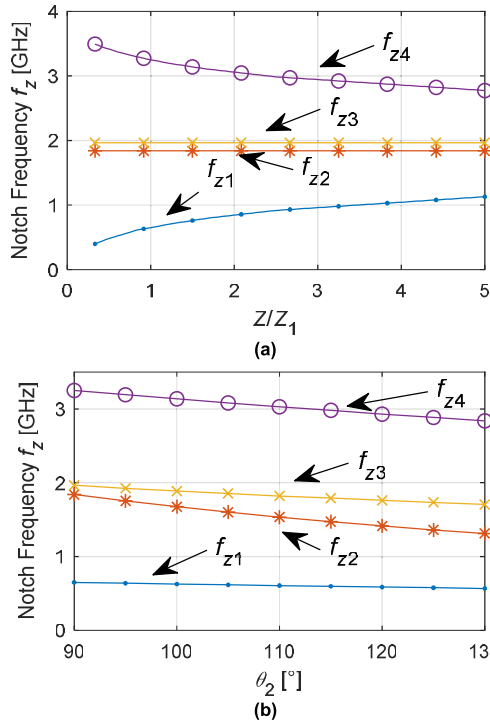 4
3
2
1
0
Notch Frequency f_z [GHz]
f_z4
f_z3
f_z2
f_z1
0 1 2 3 4 5
Z/Z_1
(a)
3
2
1
0
Notch Frequency f_z [GHz]
f_z4
f_z3
f_z1
f_z2
90 100 110 120 13
θ_2 [°]
(b)